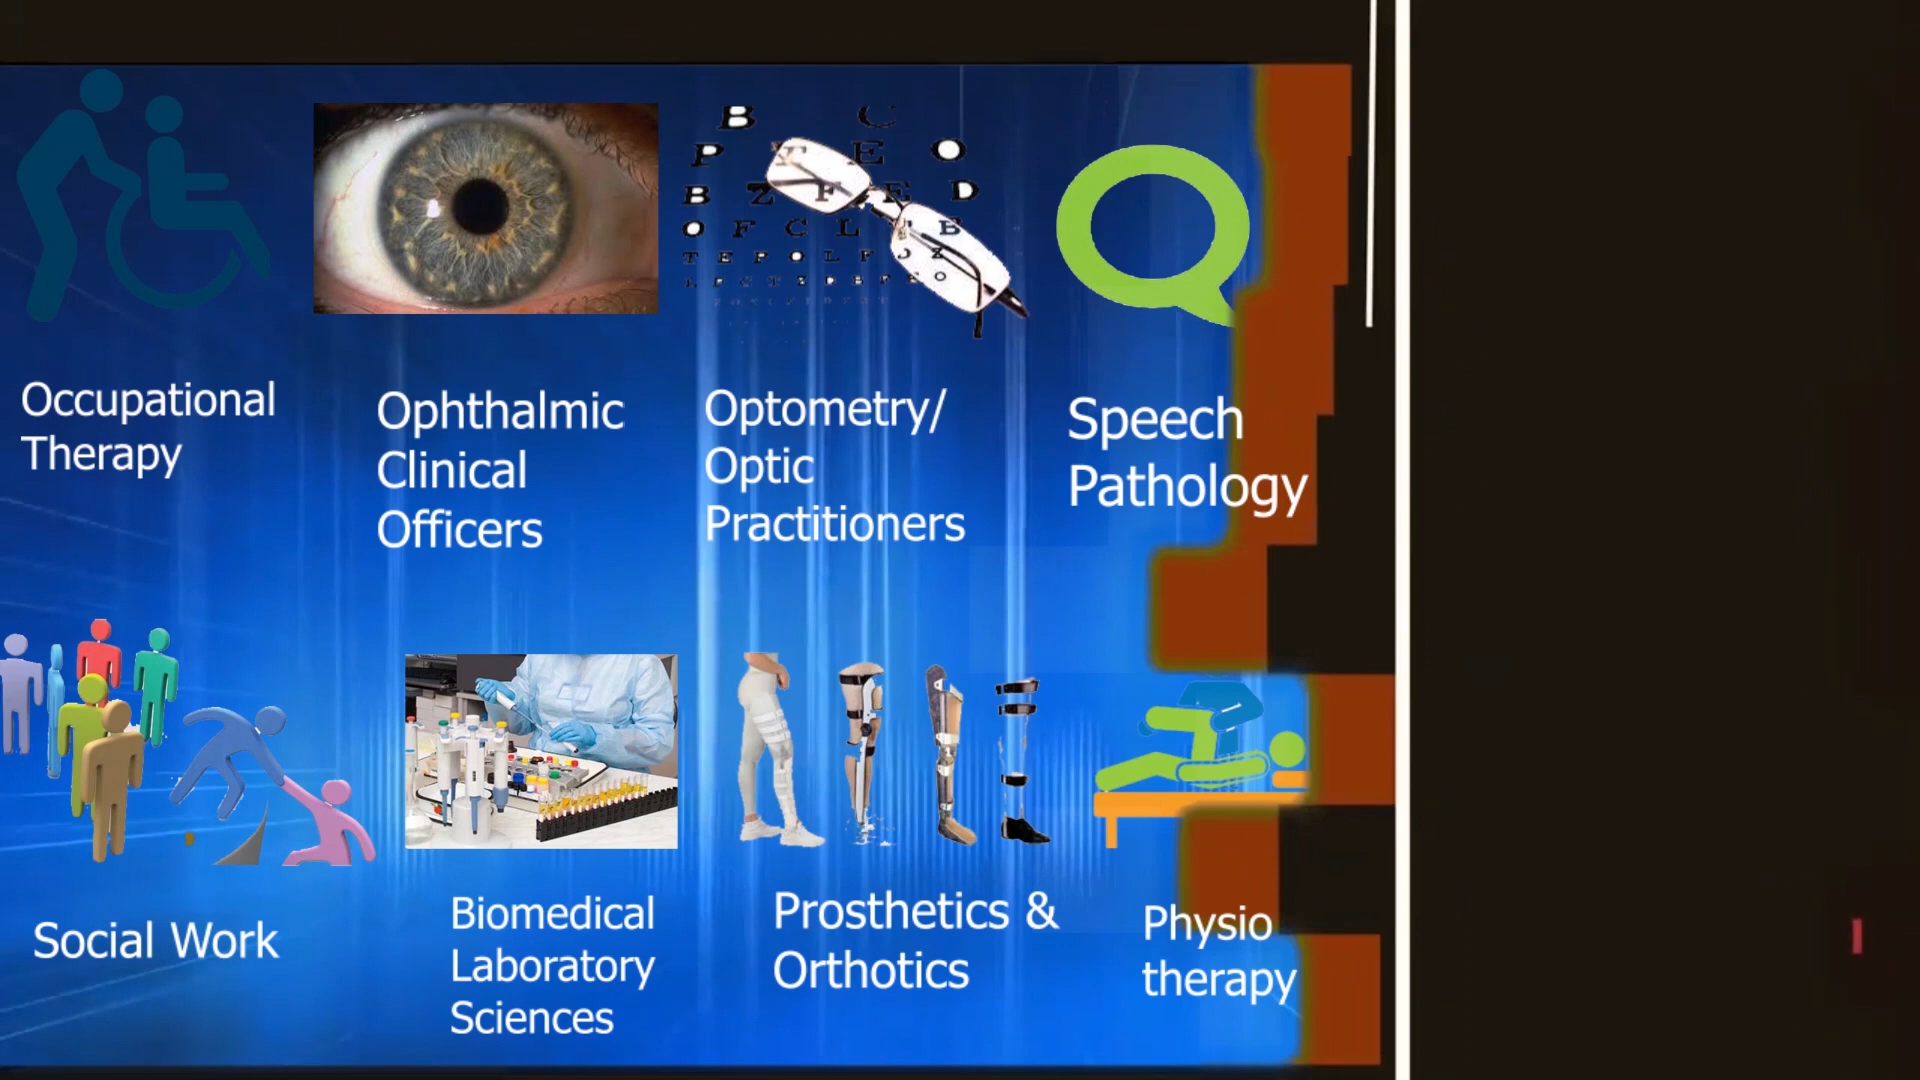 B C
P T E O
B Z F E D
O F C L B
T E P O L F Z
Occupational
Therapy
Ophthalmic
Clinical
Officers
Optometry/
Optic
Practitioners
Speech
Pathology
Social Work
Biomedical
Laboratory
Sciences
Prosthetics &
Orthotics
Physio
therapy